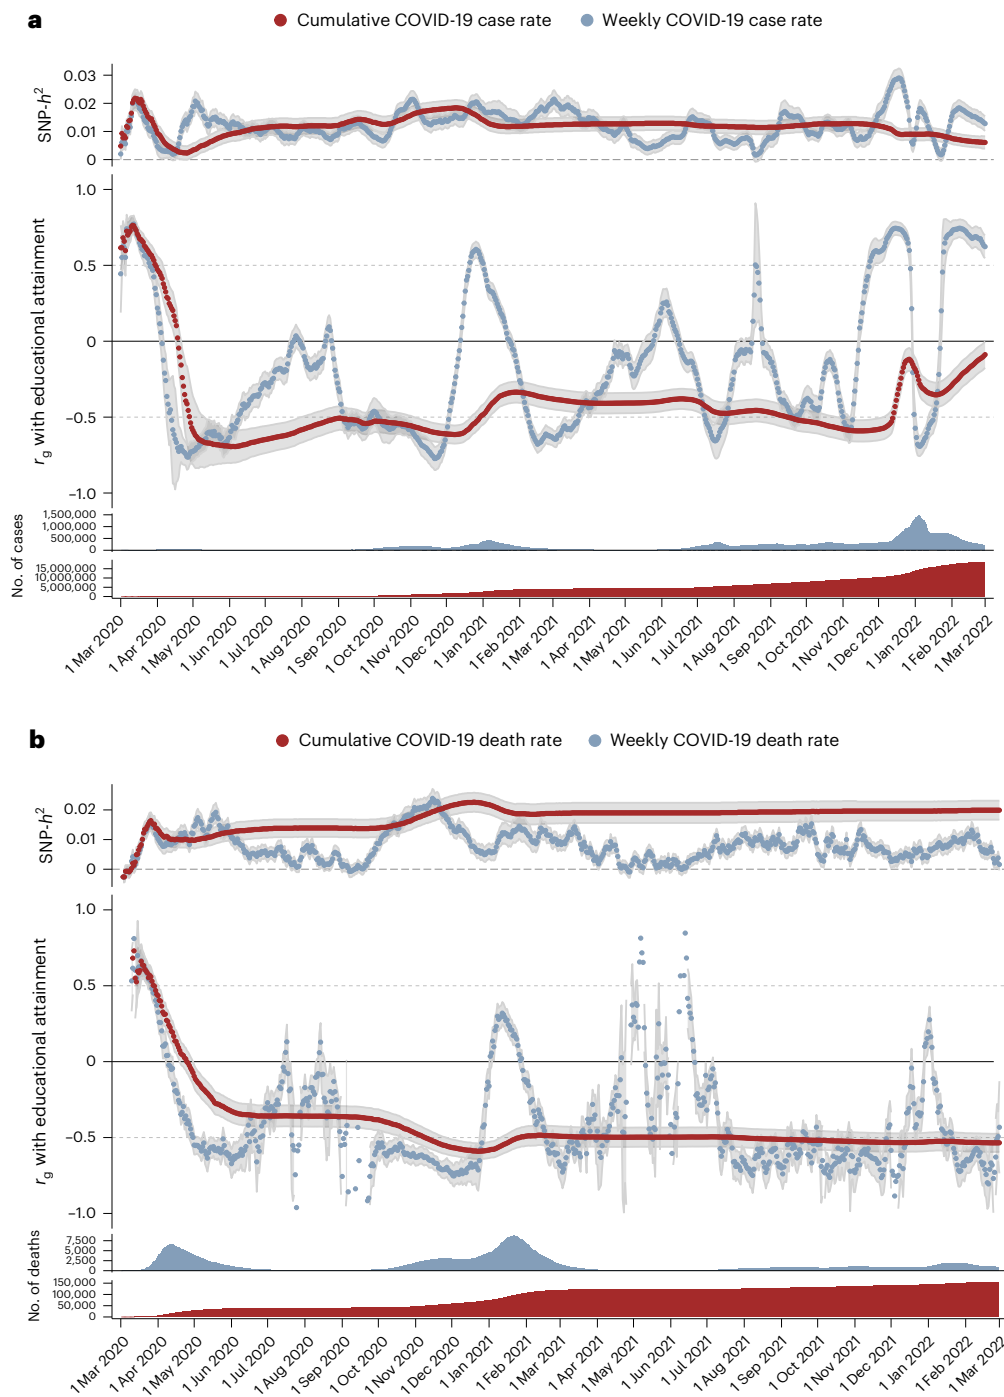 a
Cumulative COVID-19 case rate
Weekly COVID-19 case rate
SNP-h²
0.03
0.02
0.01
0
r_g with educational attainment
1.0
0.5
0
−0.5
−1.0
No. of cases
1,500,000
1,000,000
500,000
0
15,000,000
10,000,000
5,000,000
0
1 Mar 2020
1 Apr 2020
1 May 2020
1 Jun 2020
1 Jul 2020
1 Aug 2020
1 Sep 2020
1 Oct 2020
1 Nov 2020
1 Dec 2020
1 Jan 2021
1 Feb 2021
1 Mar 2021
1 Apr 2021
1 May 2021
1 Jun 2021
1 Jul 2021
1 Aug 2021
1 Sep 2021
1 Oct 2021
1 Nov 2021
1 Dec 2021
1 Jan 2022
1 Feb 2022
1 Mar 2022
b
Cumulative COVID-19 death rate
Weekly COVID-19 death rate
SNP-h²
0.02
0.01
0
r_g with educational attainment
1.0
0.5
0
−0.5
−1.0
No. of deaths
7,500
5,000
2,500
0
150,000
100,000
50,000
0
1 Mar 2020
1 Apr 2020
1 May 2020
1 Jun 2020
1 Jul 2020
1 Aug 2020
1 Sep 2020
1 Oct 2020
1 Nov 2020
1 Dec 2020
1 Jan 2021
1 Feb 2021
1 Mar 2021
1 Apr 2021
1 May 2021
1 Jun 2021
1 Jul 2021
1 Aug 2021
1 Sep 2021
1 Oct 2021
1 Nov 2021
1 Dec 2021
1 Jan 2022
1 Feb 2022
1 Mar 2022